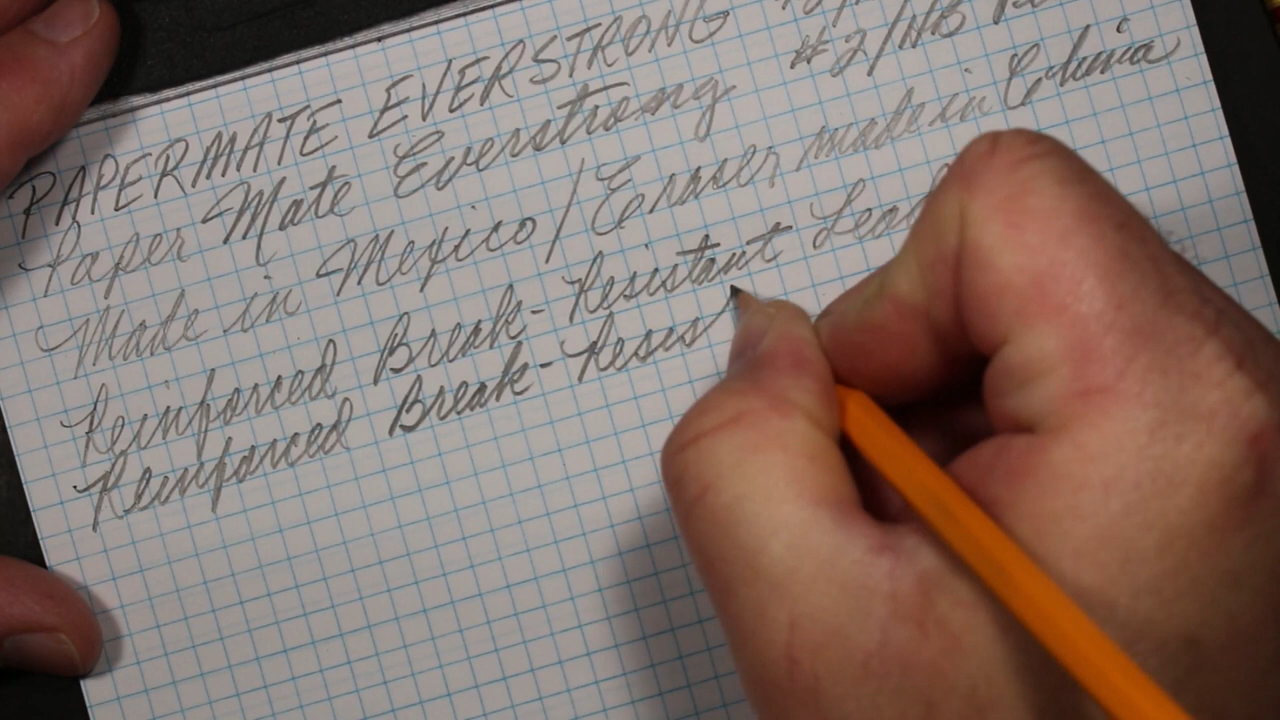 PAPERMATE EVERSTRONG
Paper Mate Everstrong #2/HB
Made in Mexico/Eraser made in China
Reinforced Break-Resistant Lead
Reinforced Break-Resis